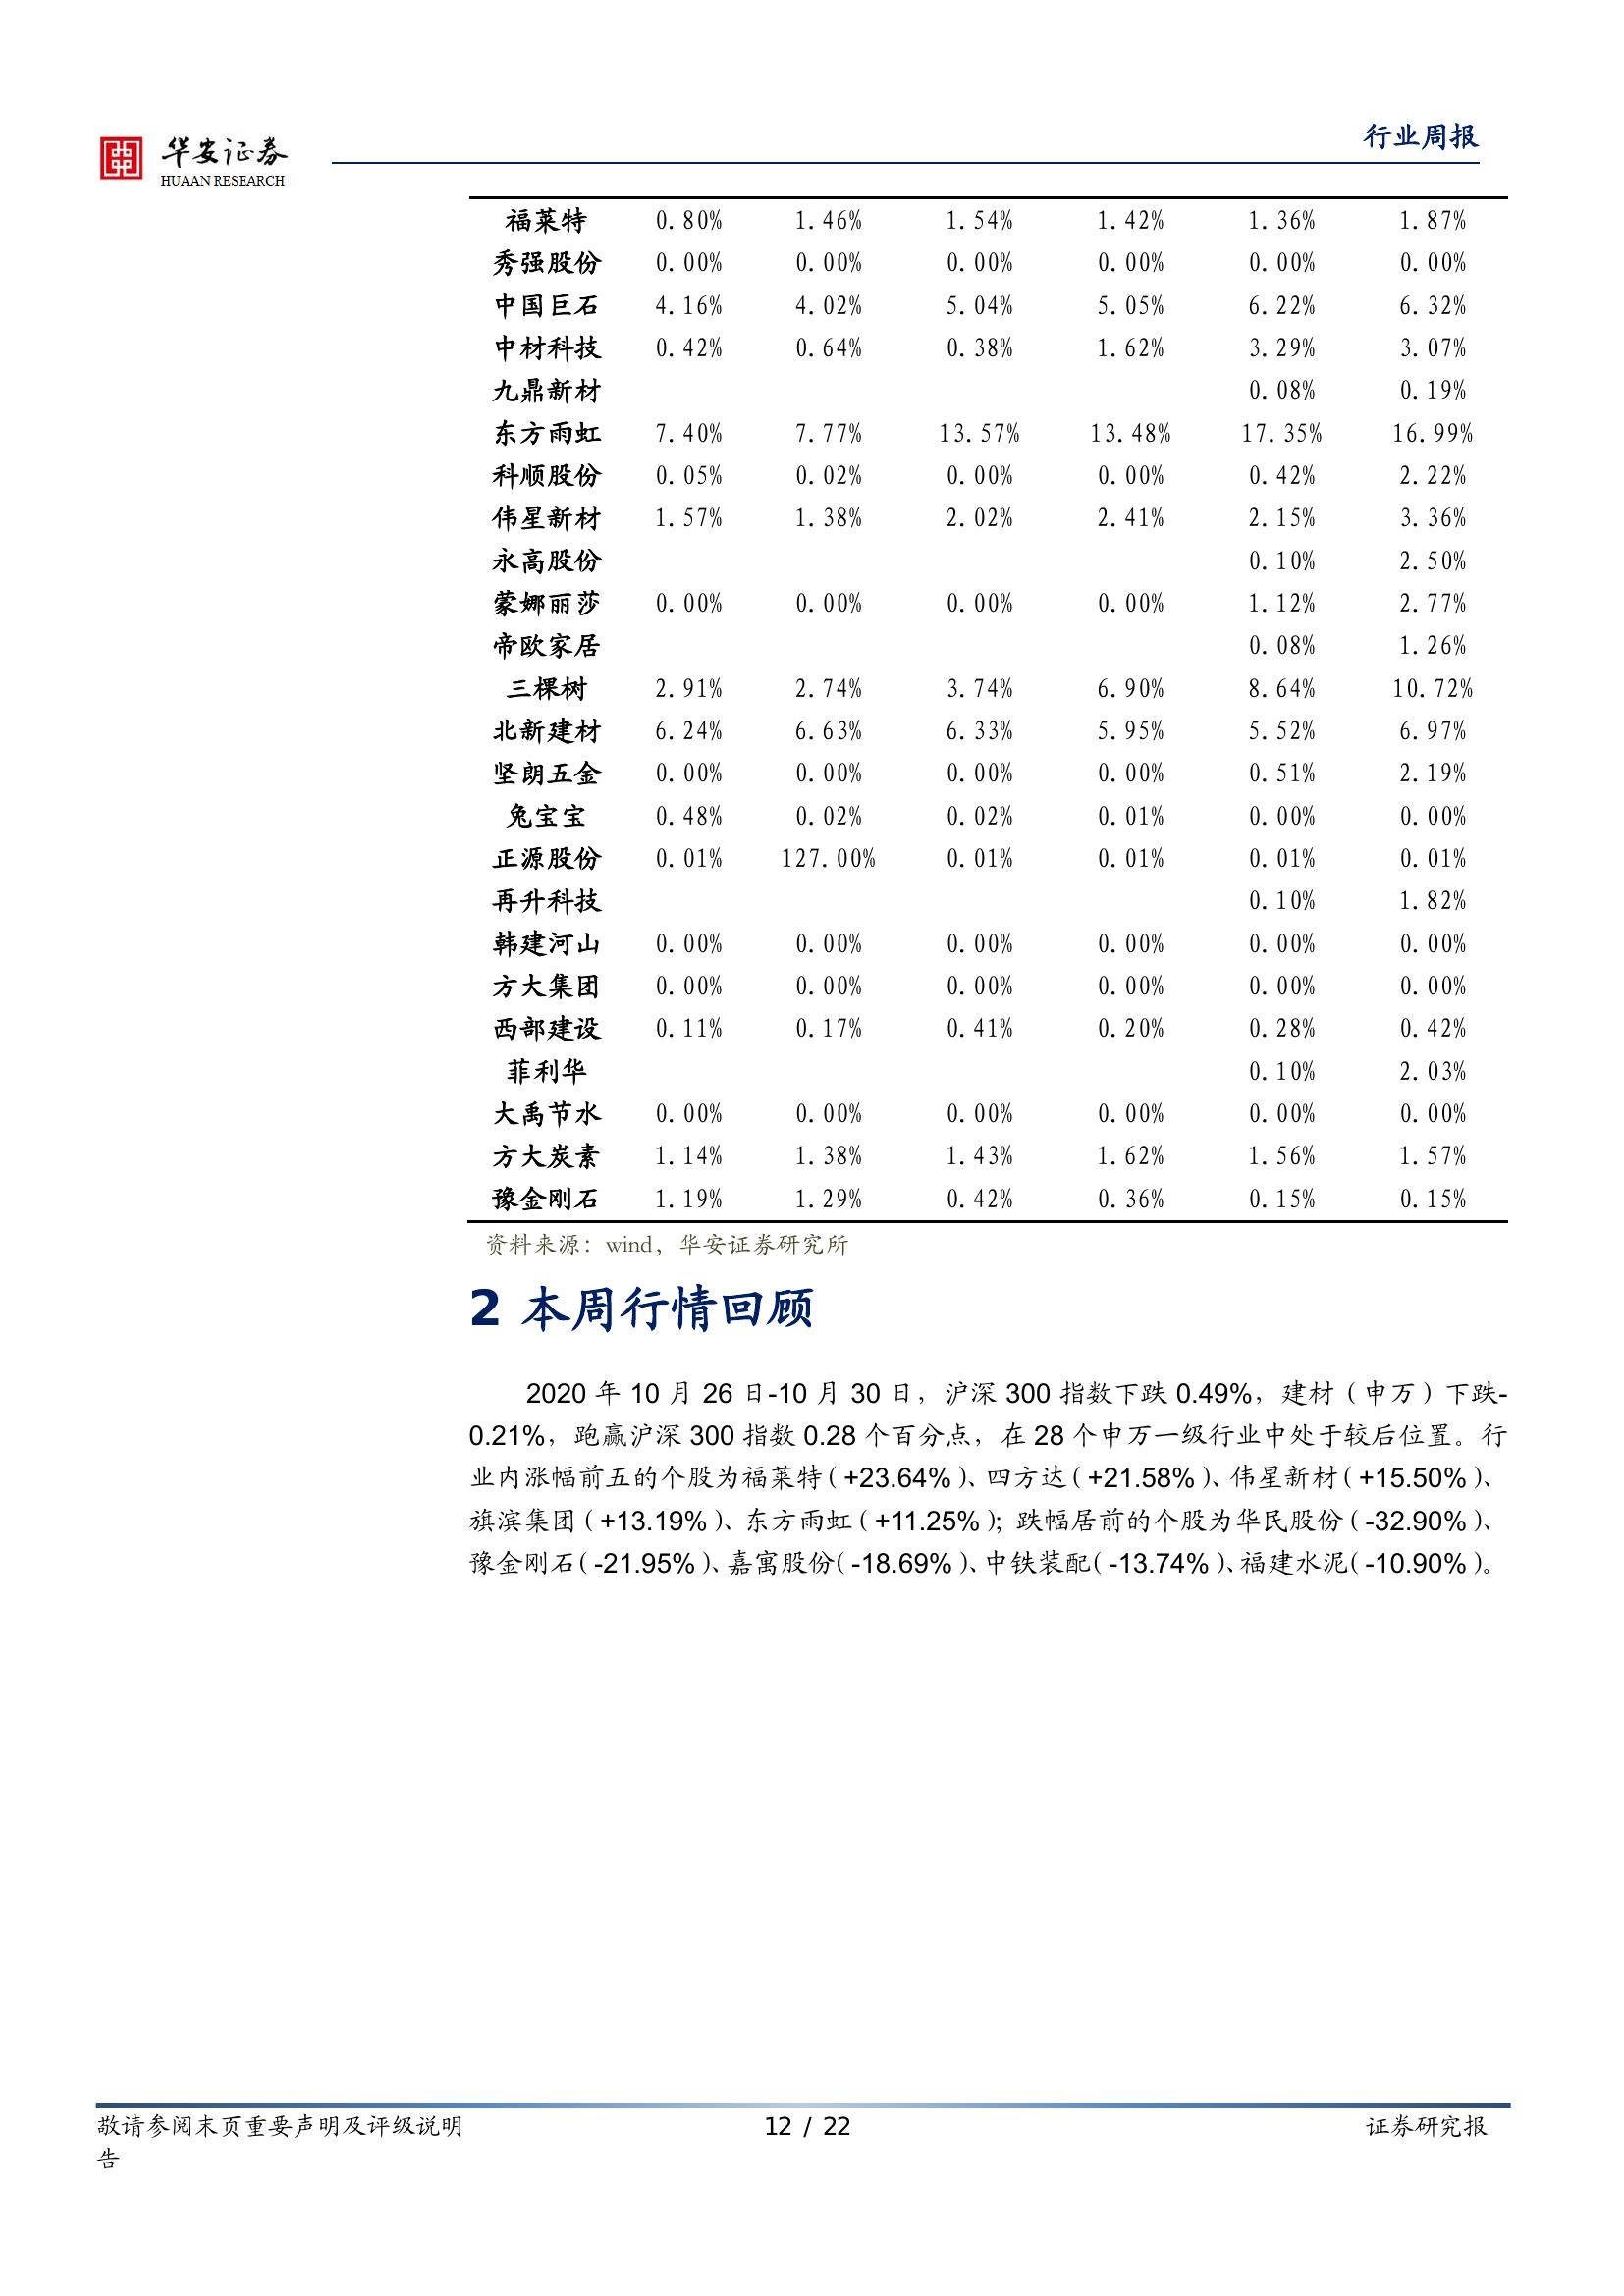 华安证券
HUAAN RESEARCH
行业周报
福莱特 0.80% 1.46% 1.54% 1.42% 1.36% 1.87%
秀强股份 0.00% 0.00% 0.00% 0.00% 0.00% 0.00%
中国巨石 4.16% 4.02% 5.04% 5.05% 6.22% 6.32%
中材科技 0.42% 0.64% 0.38% 1.62% 3.29% 3.07%
九鼎新材 0.08% 0.19%
东方雨虹 7.40% 7.77% 13.57% 13.48% 17.35% 16.99%
科顺股份 0.05% 0.02% 0.00% 0.00% 0.42% 2.22%
伟星新材 1.57% 1.38% 2.02% 2.41% 2.15% 3.36%
永高股份 0.10% 2.50%
蒙娜丽莎 0.00% 0.00% 0.00% 0.00% 1.12% 2.77%
帝欧家居 0.08% 1.26%
三棵树 2.91% 2.74% 3.74% 6.90% 8.64% 10.72%
北新建材 6.24% 6.63% 6.33% 5.95% 5.52% 6.97%
坚朗五金 0.00% 0.00% 0.00% 0.00% 0.51% 2.19%
兔宝宝 0.48% 0.02% 0.02% 0.01% 0.00% 0.00%
正源股份 0.01% 127.00% 0.01% 0.01% 0.01% 0.01%
再升科技 0.10% 1.82%
韩建河山 0.00% 0.00% 0.00% 0.00% 0.00% 0.00%
方大集团 0.00% 0.00% 0.00% 0.00% 0.00% 0.00%
西部建设 0.11% 0.17% 0.41% 0.20% 0.28% 0.42%
菲利华 0.10% 2.03%
大禹节水 0.00% 0.00% 0.00% 0.00% 0.00% 0.00%
方大炭素 1.14% 1.38% 1.43% 1.62% 1.56% 1.57%
豫金刚石 1.19% 1.29% 0.42% 0.36% 0.15% 0.15%
资料来源：wind，华安证券研究所
2 本周行情回顾
2020 年 10 月 26 日-10 月 30 日，沪深 300 指数下跌 0.49%，建材（申万）下跌-
0.21%，跑赢沪深 300 指数 0.28 个百分点，在 28 个申万一级行业中处于较后位置。行
业内涨幅前五的个股为福莱特（+23.64%）、四方达（+21.58%）、伟星新材（+15.50%）、
旗滨集团（+13.19%）、东方雨虹（+11.25%）；跌幅居前的个股为华民股份（-32.90%）、
豫金刚石（-21.95%）、嘉寓股份（-18.69%）、中铁装配（-13.74%）、福建水泥（-10.90%）。
敬请参阅末页重要声明及评级说明 12 / 22 证券研究报
告